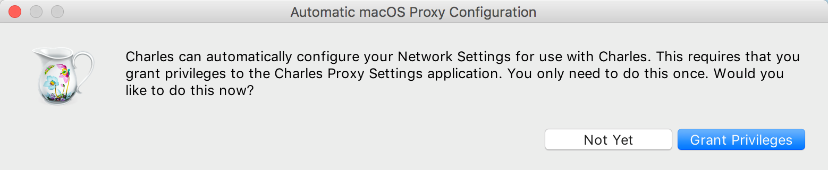 Automatic macOS Proxy Configuration
Charles can automatically configure your Network Settings for use with Charles. This requires that you
grant privileges to the Charles Proxy Settings application. You only need to do this once. Would you
like to do this now?
Not Yet
Grant Privileges